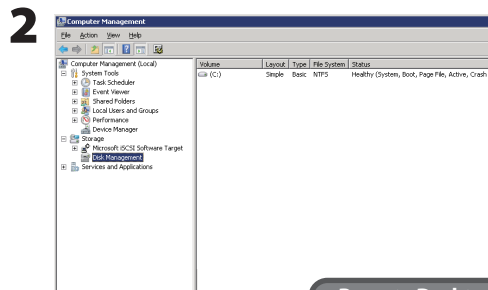 2
Computer Management
File Action View Help
Computer Management (Local)
System Tools
Task Scheduler
Event Viewer
Shared Folders
Local Users and Groups
Performance
Device Manager
Storage
Microsoft iSCSI Software Target
Disk Management
Services and Applications
Volume Layout Type File System Status
(C:) Simple Basic NTFS Healthy (System, Boot, Page File, Active, Crash